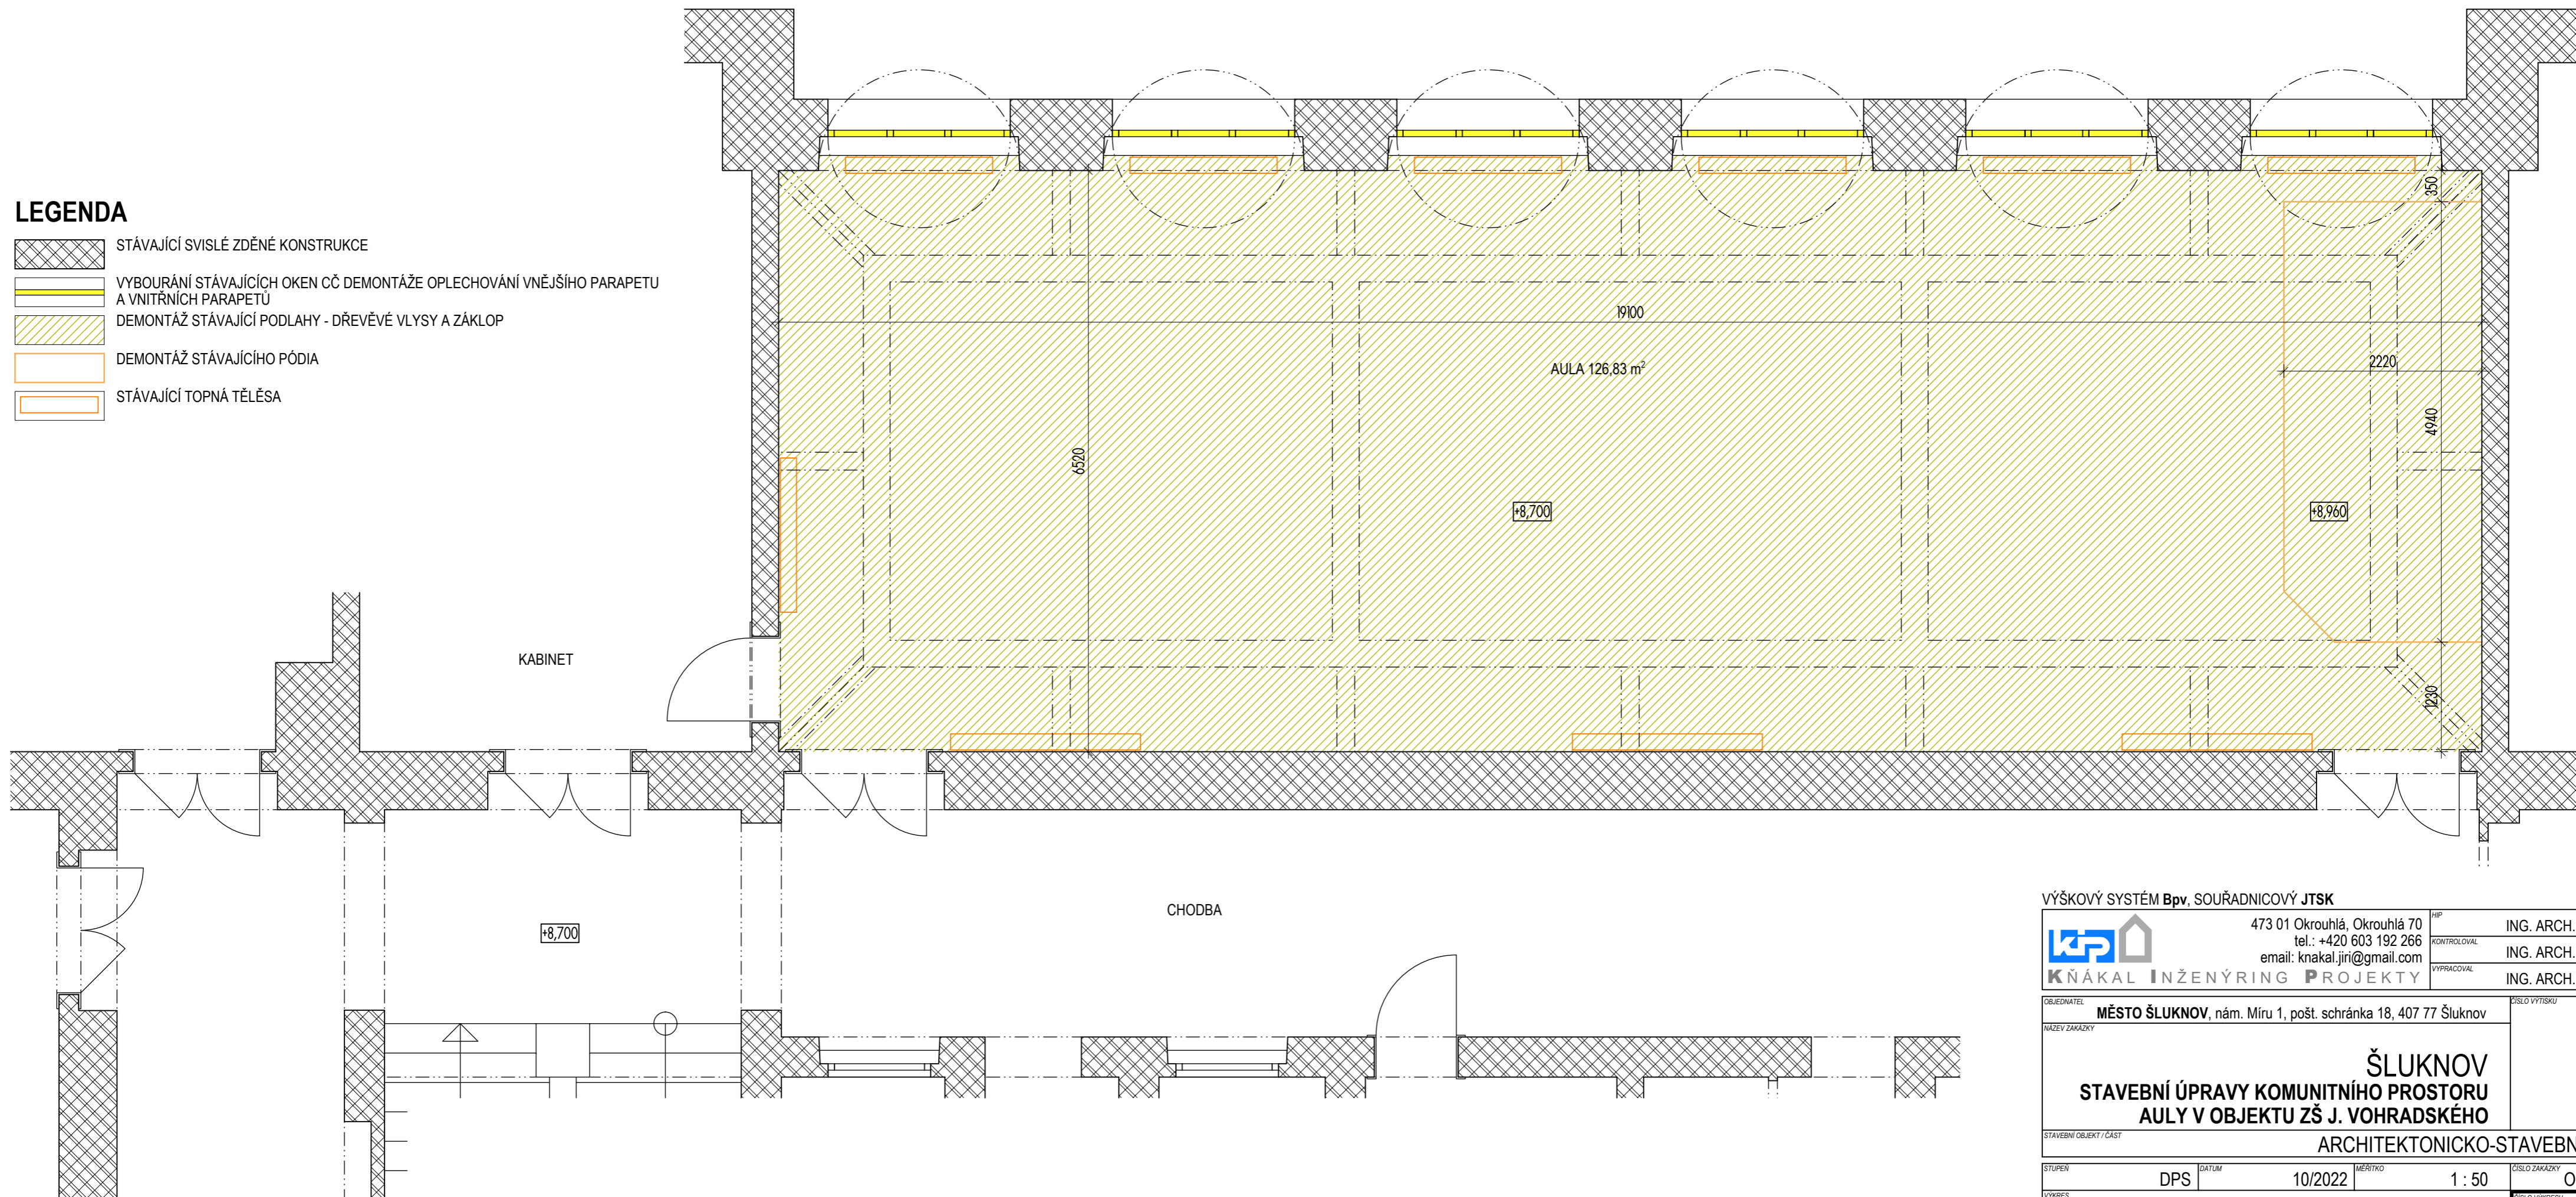 LEGENDA
STÁVAJÍCÍ SVISLÉ ZDĚNÉ KONSTRUKCE
VYBOURÁNÍ STÁVAJÍCÍCH OKEN CČ DEMONTÁŽE OPLECHOVÁNÍ VNĚJŠÍHO PARAPETU
A VNITŘNÍCH PARAPETŮ
DEMONTÁŽ STÁVAJÍCÍ PODLAHY - DŘEVĚVÉ VLYSY A ZÁKLOP
DEMONTÁŽ STÁVAJÍCÍHO PÓDIA
STÁVAJÍCÍ TOPNÁ TĚLĚSA
350
19100
AULA 126,83 m²
2220
4940
6520
+8,700
+8,960
KABINET
1230
CHODBA
+8,700
VÝŠKOVÝ SYSTÉM Bpv, SOUŘADNICOVÝ JTSK
KIP
473 01 Okrouhlá, Okrouhlá 70
tel.: +420 603 192 266
email: knakal.jiri@gmail.com
KŇÁKAL INŽENÝRING PROJEKTY
HIP
ING. ARCH.
KONTROLOVAL
ING. ARCH.
VYPRACOVAL
ING. ARCH.
OBJEDNATEL
MĚSTO ŠLUKNOV, nám. Míru 1, pošt. schránka 18, 407 77 Šluknov
ČÍSLO VÝTISKU
NÁZEV ZAKÁZKY
ŠLUKNOV
STAVEBNÍ ÚPRAVY KOMUNITNÍHO PROSTORU
AULY V OBJEKTU ZŠ J. VOHRADSKÉHO
STAVEBNÍ OBJEKT / ČÁST
ARCHITEKTONICKO-STAVEBN
STUPEŇ
DPS
DATUM
10/2022
MĚŘÍTKO
1 : 50
ČÍSLO ZAKÁZKY
O
VÝKRES